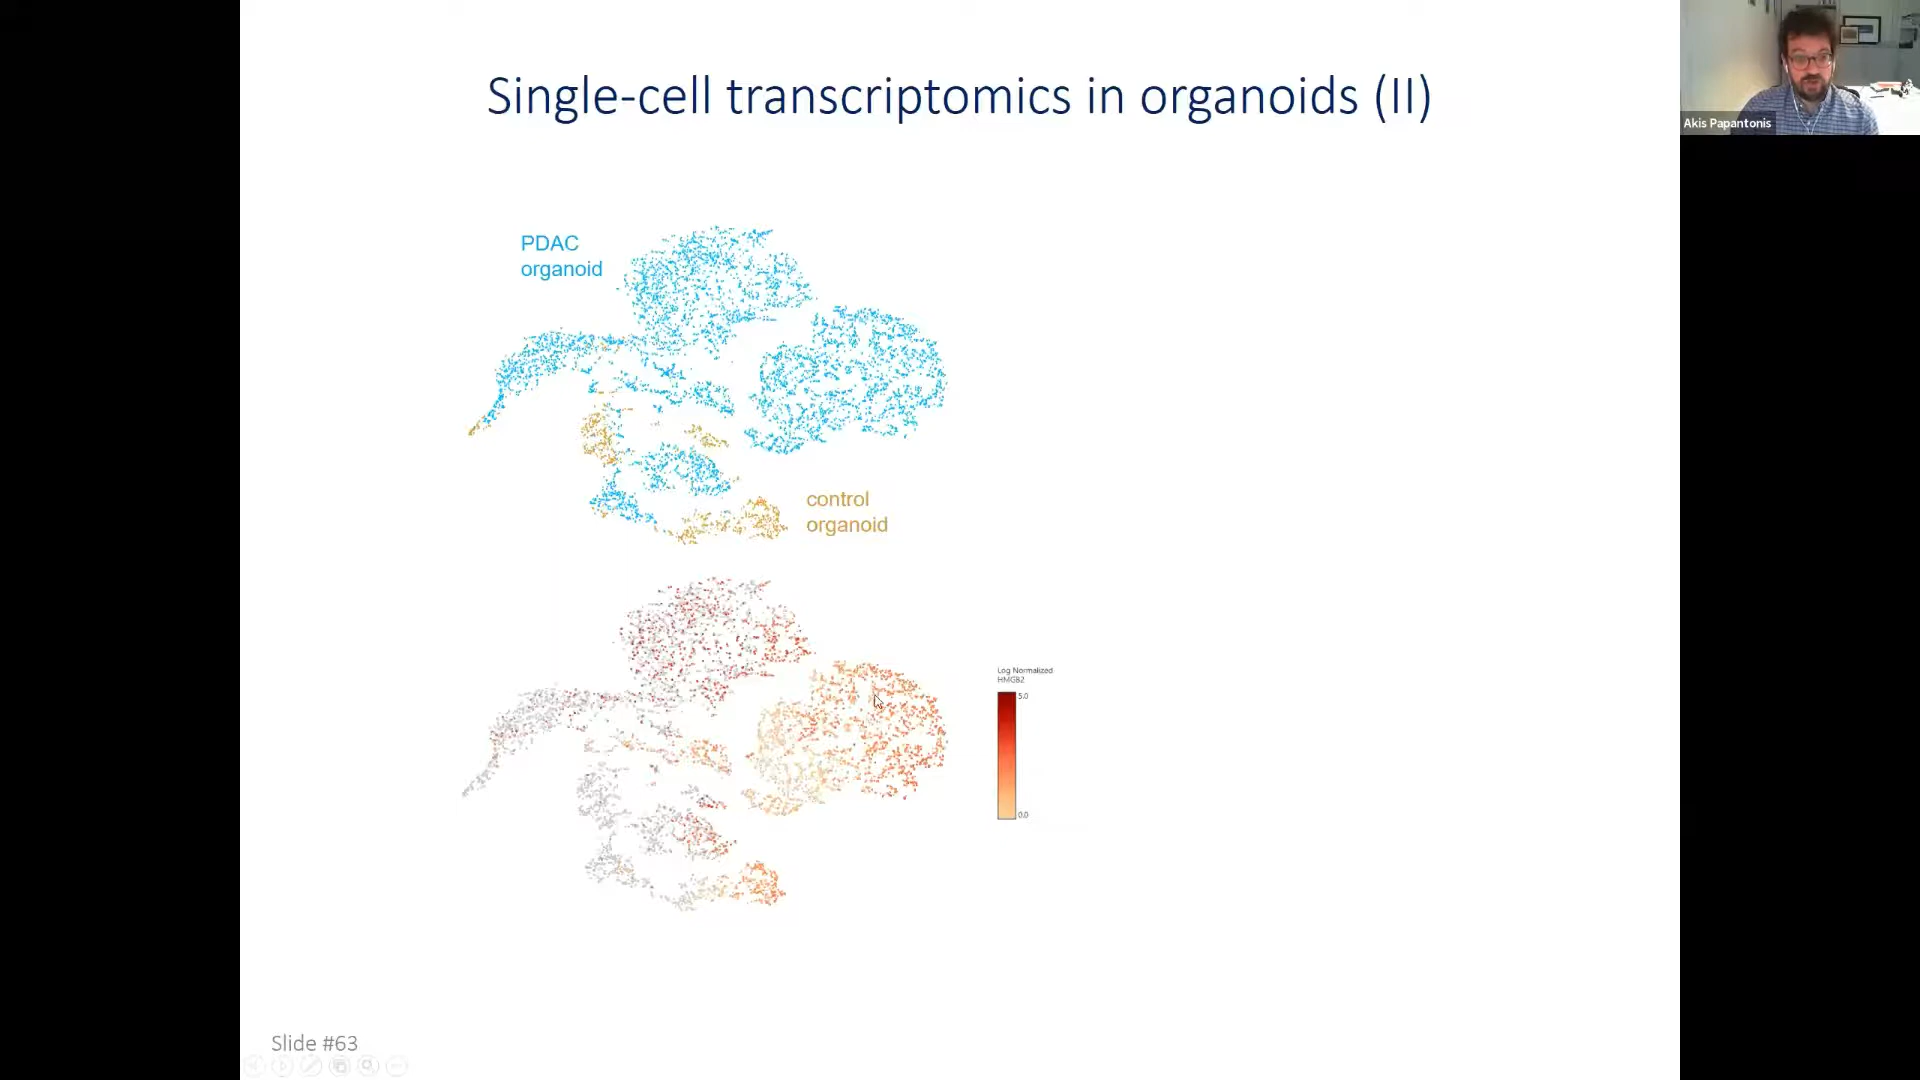 Single-cell transcriptomics in organoids (II)
Akis Papantonis
PDAC
organoid
control
organoid
Log Normalized
HMGB2
5.0
0.0
Slide #63